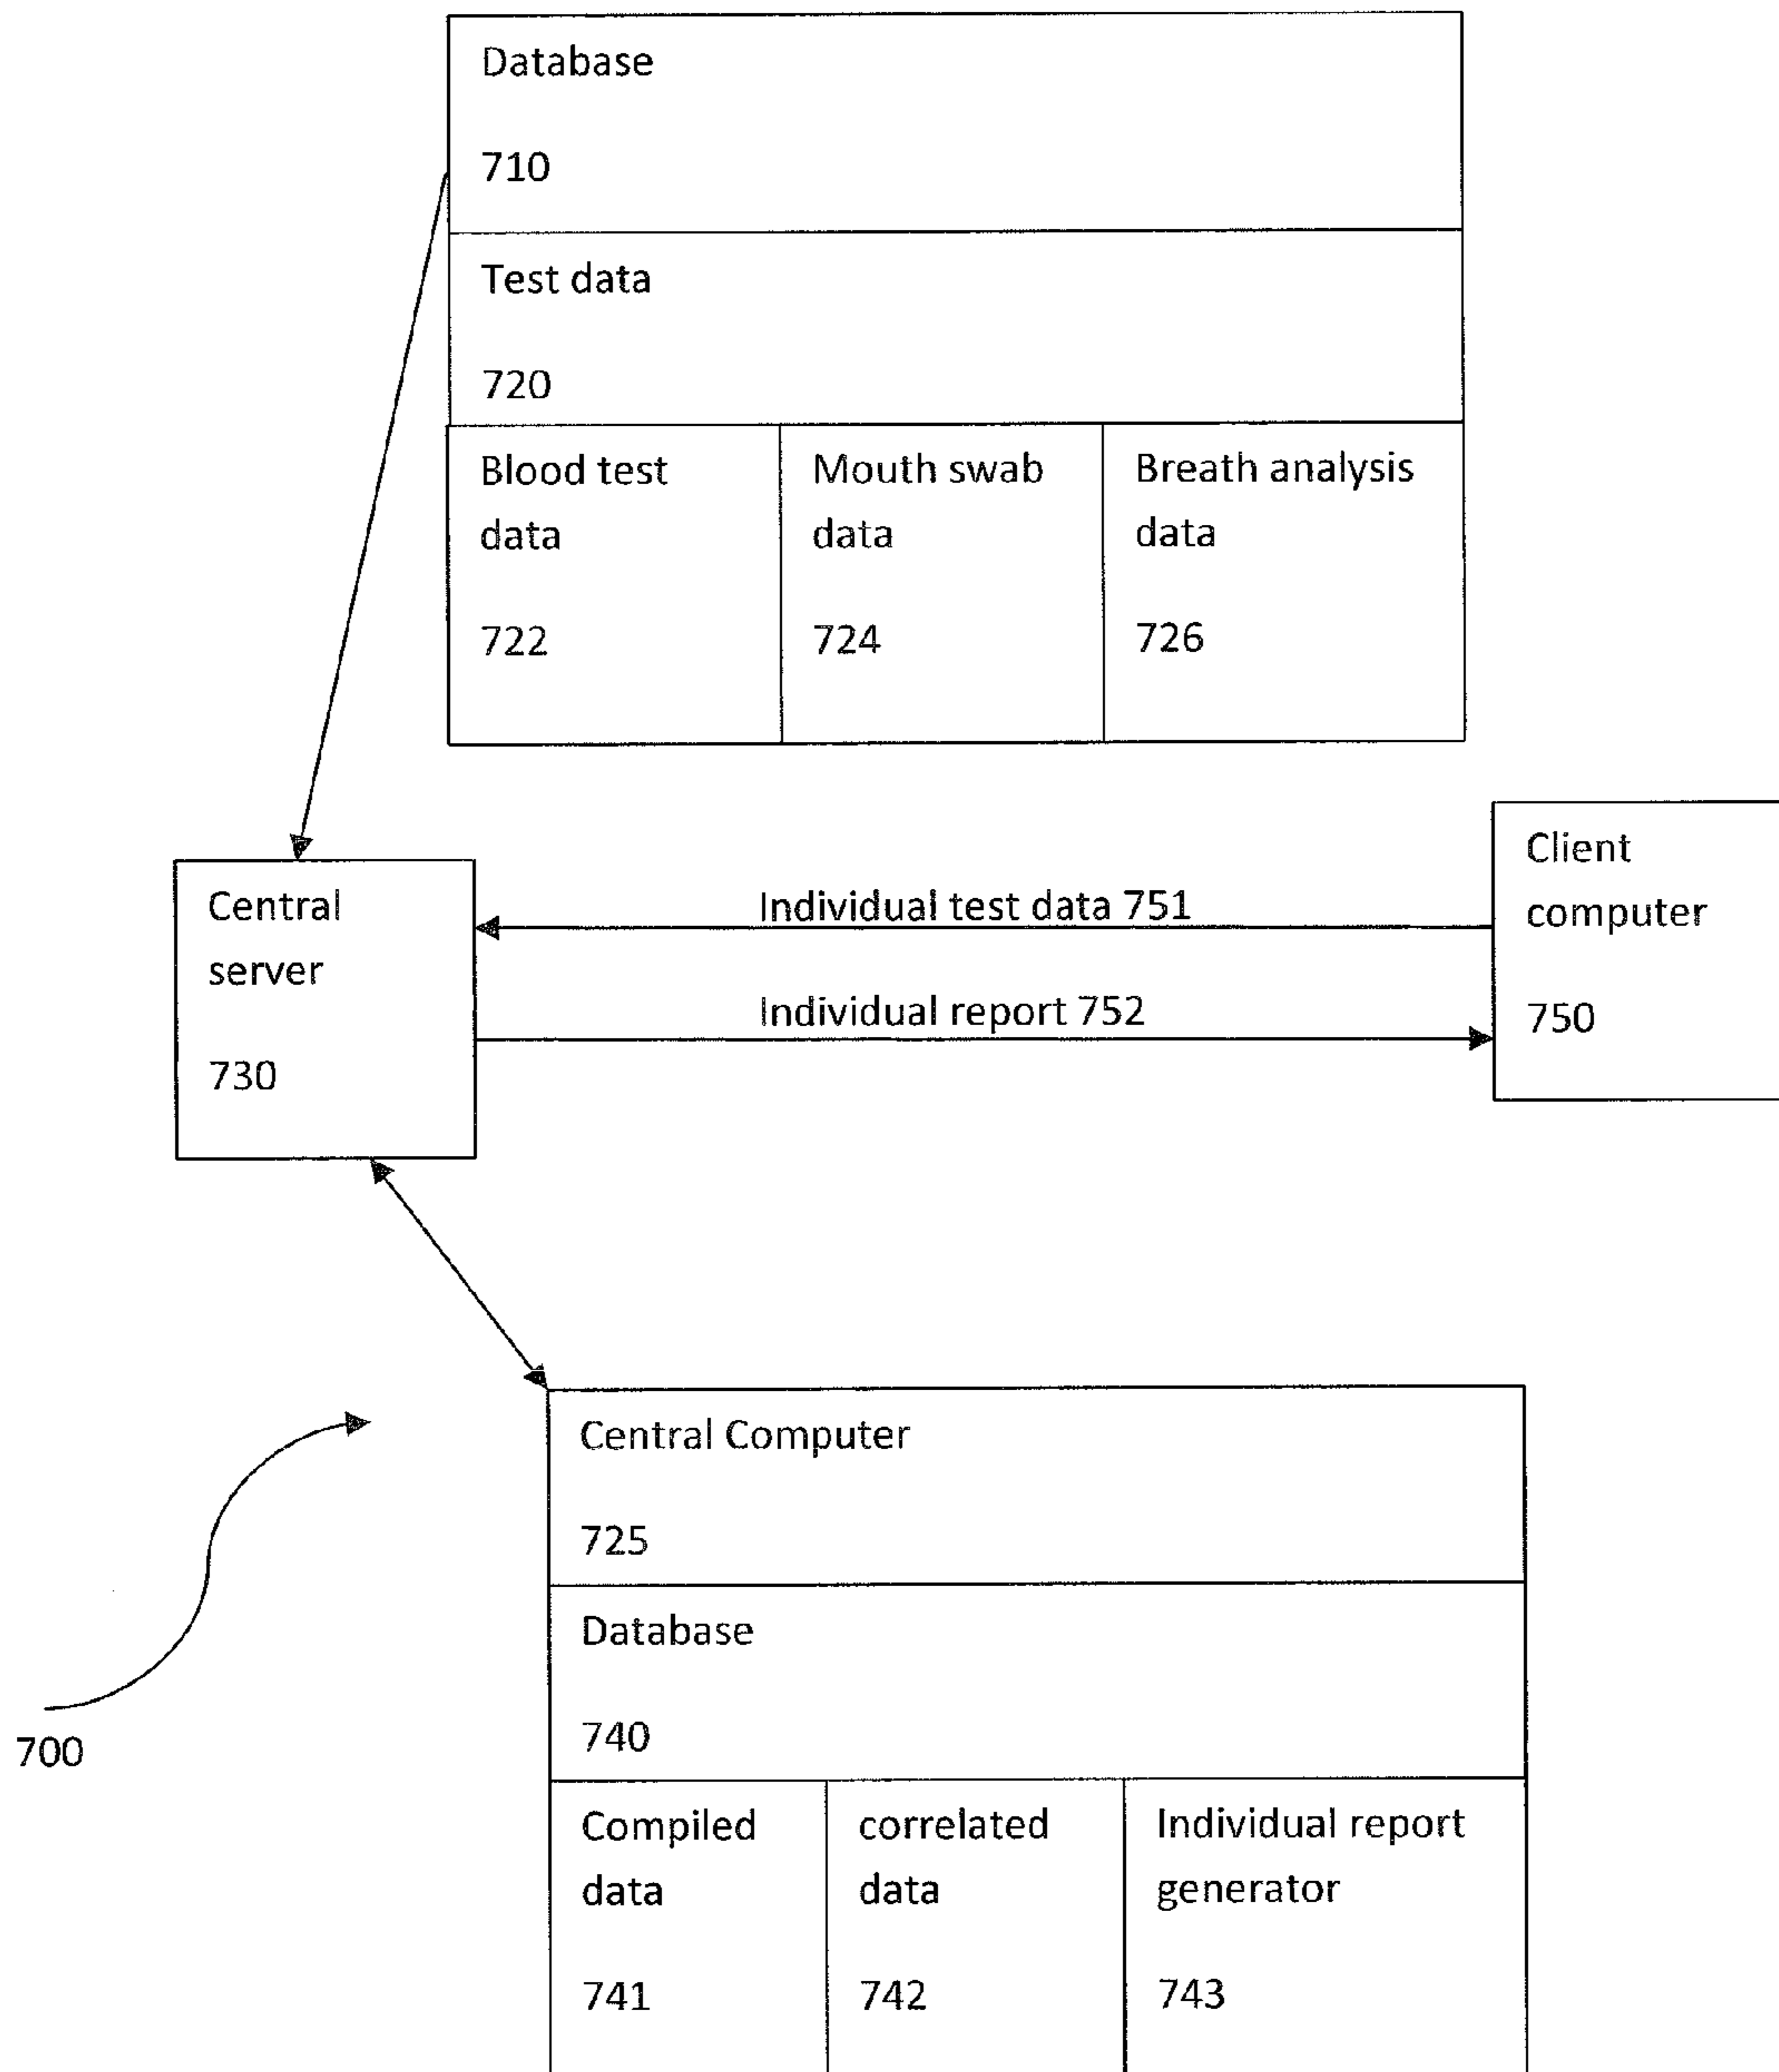 Database
710
Test data
720
Blood test
data
722
Mouth swab
data
724
Breath analysis
data
726
Central
server
730
Individual test data 751
Individual report 752
Client
computer
750
Central Computer
725
Database
740
Compiled
data
741
correlated
data
742
Individual report
generator
743
700